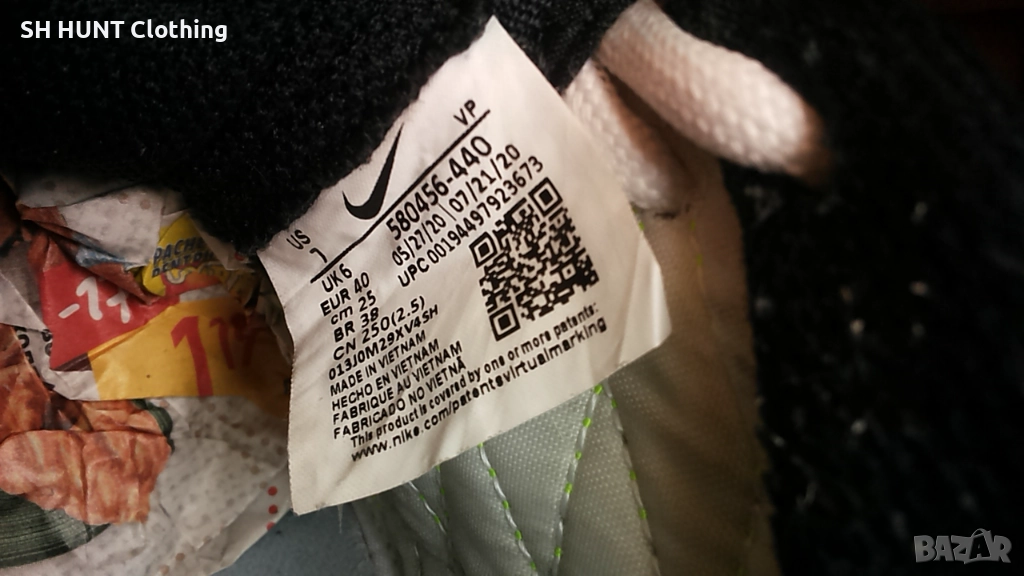 SH HUNT Clothing
VP
US
7
580456-440
UK 6
05/27/20 | 07/21/20
EUR 40
UPC 00194497923673
cm 25
BR 38
CN 250(2.5)
013J0M29XV4SH
MADE IN VIETNAM
HECHO EN VIETNAM
FABRIQUE AU VIETNAM
FABRICADO NO VIETNA
This product is covered by one or more patents:
www.nike.com/patentsvirtualmarking
BAZAR